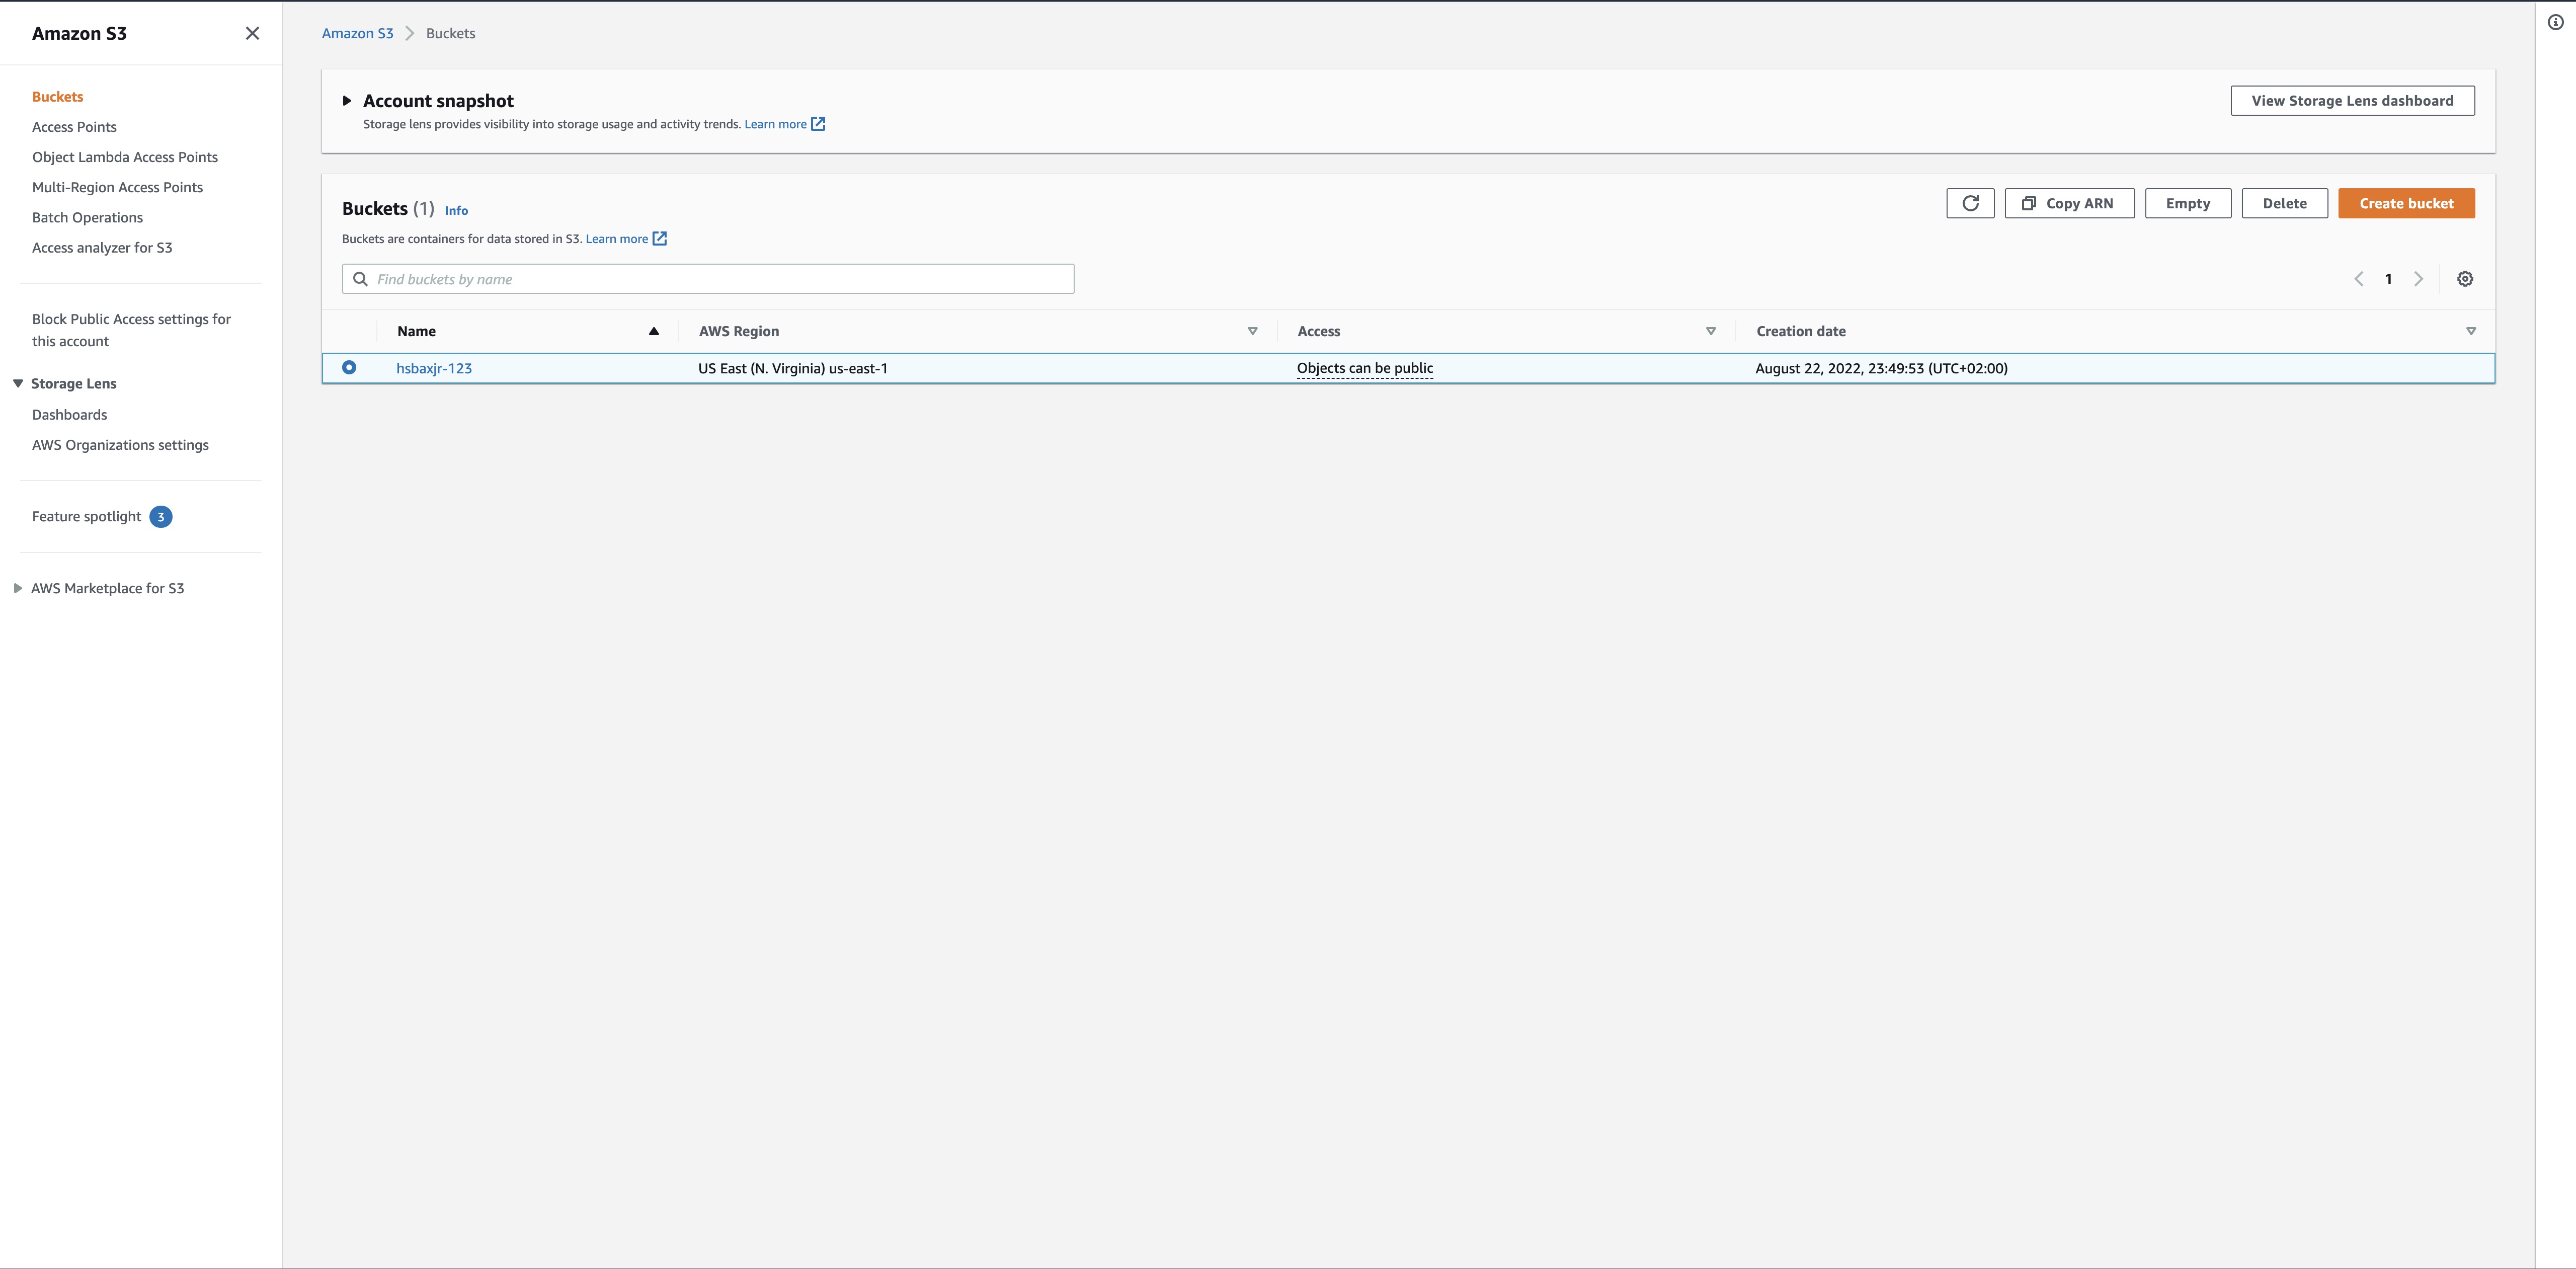 Amazon S3
Buckets
Access Points
Object Lambda Access Points
Multi-Region Access Points
Batch Operations
Access analyzer for S3
Block Public Access settings for
this account
Storage Lens
Dashboards
AWS Organizations settings
Feature spotlight 3
AWS Marketplace for S3
Amazon S3 Buckets
Account snapshot
Storage lens provides visibility into storage usage and activity trends. Learn more
View Storage Lens dashboard
Buckets (1) Info
Buckets are containers for data stored in S3. Learn more
Copy ARN Empty Delete Create bucket
Find buckets by name
1
Name AWS Region Access Creation date
hsbaxjr-123 US East (N. Virginia) us-east-1 Objects can be public August 22, 2022, 23:49:53 (UTC+02:00)